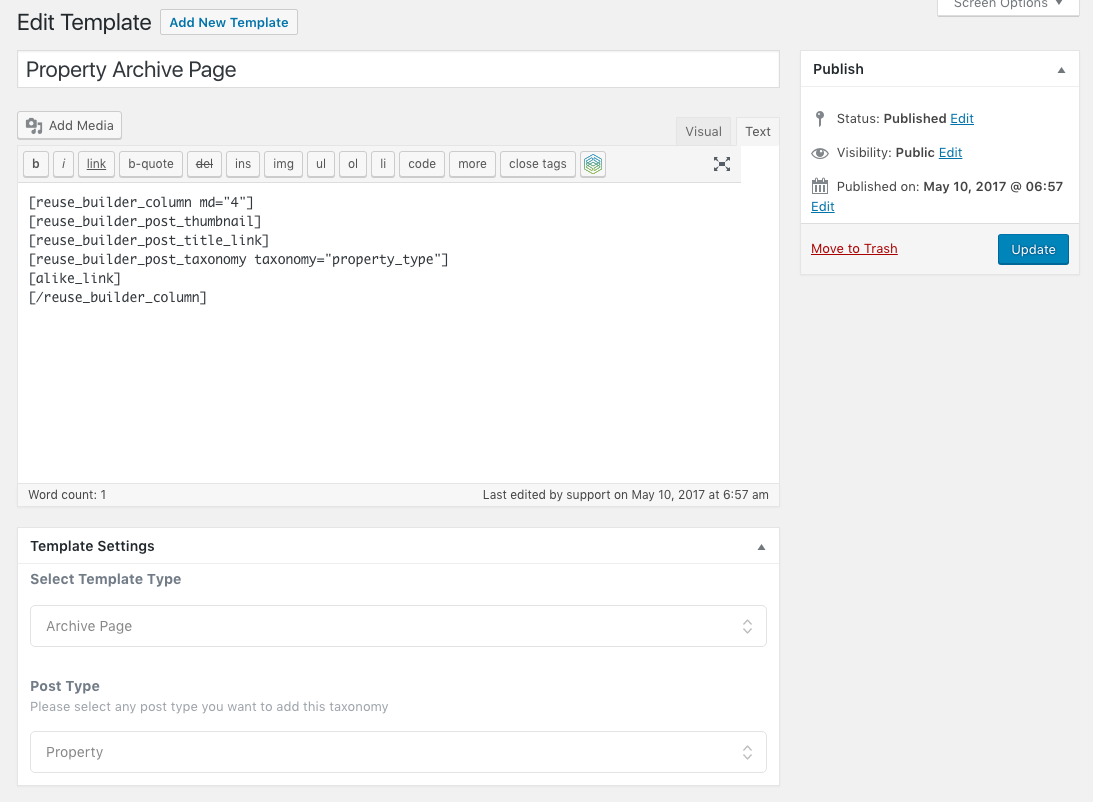 Edit Template
Add New Template
Screen Options
Property Archive Page
Add Media
Visual
Text
b
i
link
b-quote
del
ins
img
ul
ol
li
code
more
close tags
[reuse_builder_column md="4"]
[reuse_builder_post_thumbnail]
[reuse_builder_post_title_link]
[reuse_builder_post_taxonomy taxonomy="property_type"]
[alike_link]
[/reuse_builder_column]
Word count: 1
Last edited by support on May 10, 2017 at 6:57 am
Template Settings
Select Template Type
Archive Page
Post Type
Please select any post type you want to add this taxonomy
Property
Publish
Status: Published Edit
Visibility: Public Edit
Published on: May 10, 2017 @ 06:57
Edit
Move to Trash
Update